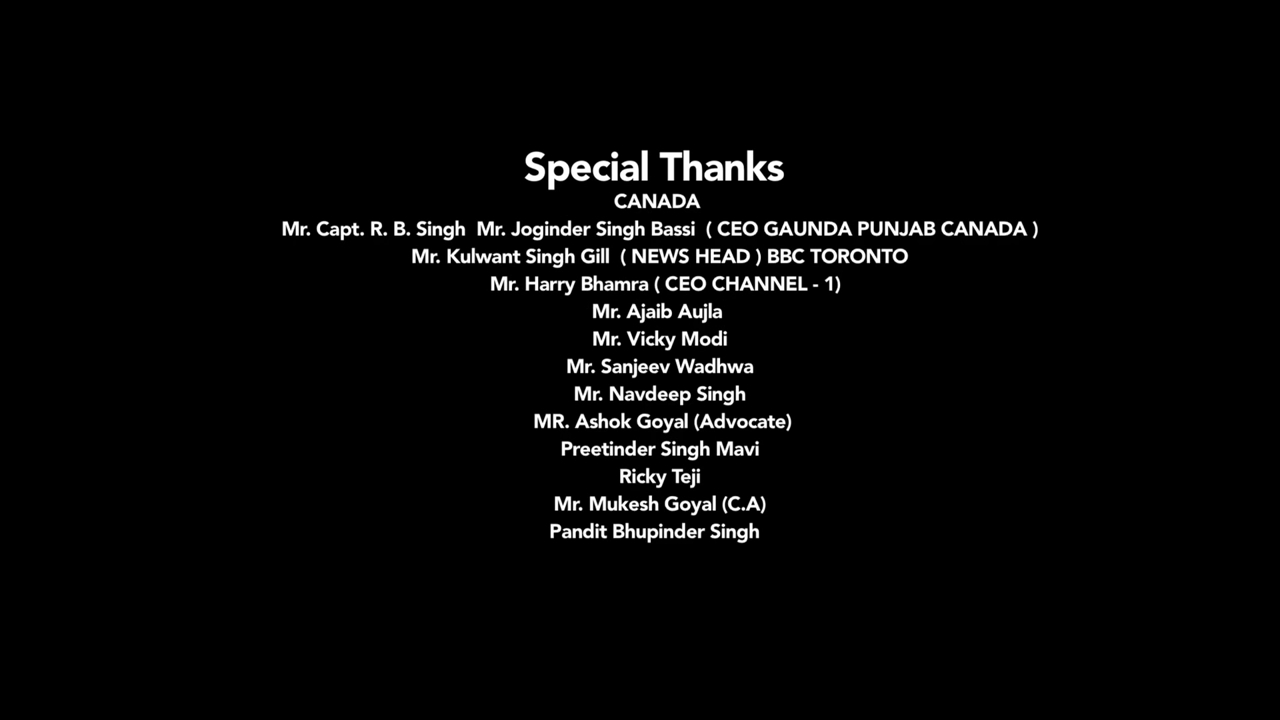 Special Thanks
CANADA
Mr. Capt. R. B. Singh  Mr. Joginder Singh Bassi  ( CEO GAUNDA PUNJAB CANADA )
Mr. Kulwant Singh Gill  ( NEWS HEAD ) BBC TORONTO
Mr. Harry Bhamra ( CEO CHANNEL - 1)
Mr. Ajaib Aujla
Mr. Vicky Modi
Mr. Sanjeev Wadhwa
Mr. Navdeep Singh
MR. Ashok Goyal (Advocate)
Preetinder Singh Mavi
Ricky Teji
Mr. Mukesh Goyal (C.A)
Pandit Bhupinder Singh